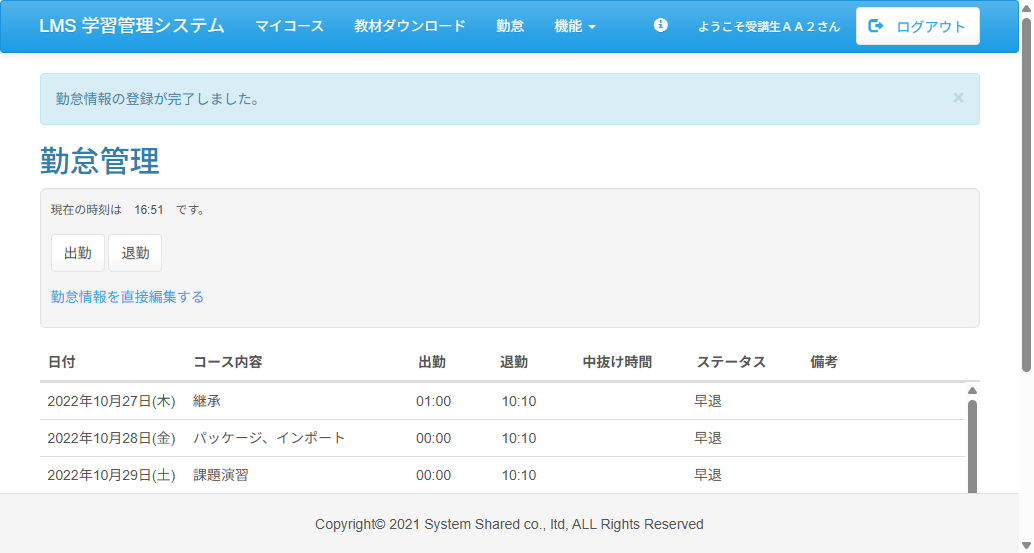 LMS 学習管理システム マイコース 教材ダウンロード 勤怠 機能 ようこそ受講生ＡＡ２さん ログアウト
勤怠情報の登録が完了しました。 ×
勤怠管理
現在の時刻は 16:51 です。
出勤 退勤
勤怠情報を直接編集する
日付 コース内容 出勤 退勤 中抜け時間 ステータス 備考
2022年10月27日(木) 継承 01:00 10:10 早退
2022年10月28日(金) パッケージ、インポート 00:00 10:10 早退
2022年10月29日(土) 課題演習 00:00 10:10 早退
Copyright© 2021 System Shared co., ltd, ALL Rights Reserved